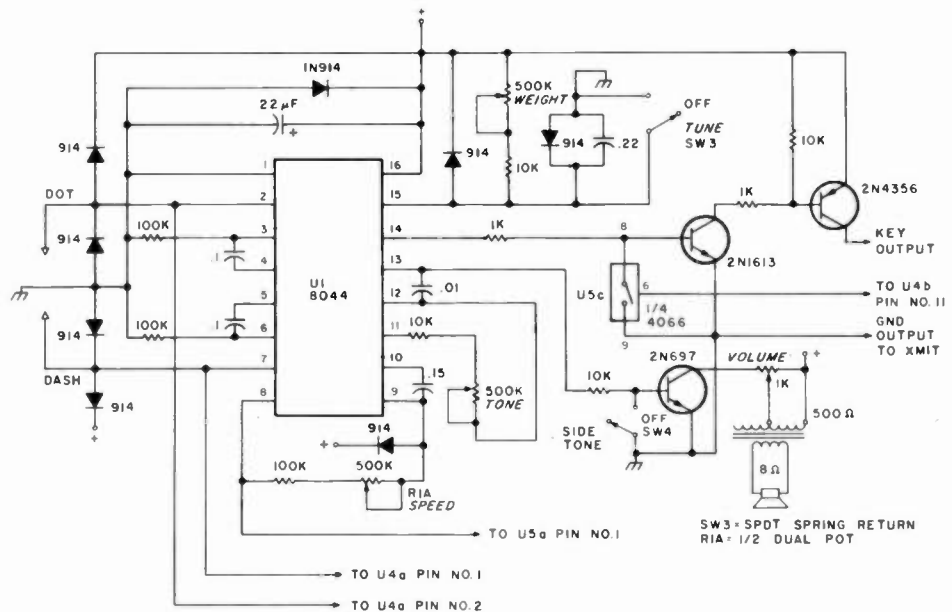 +
1N914
22 µF
+
914
DOT
914
100K
.1
.1
100K
914
DASH
914
+
1
2
3
4
5
6
7
8
U1
8044
16
15
14
13
12
11
10
9
914
500K
WEIGHT
10K
914
.22
OFF
TUNE
SW3
10K
1K
2N4356
KEY
OUTPUT
1K
8
2N1613
U5c
6
1/4
4066
9
TO U4b
PIN NO. 11
GND
OUTPUT
TO XMIT
.01
10K
500K
TONE
.15
914
+
100K
500K
R1A
SPEED
10K
2N697
OFF
SW4
SIDE
TONE
VOLUME
1K
+
500Ω
8Ω
SW3 = SPDT SPRING RETURN
R1A = 1/2 DUAL POT
TO U5a PIN NO. 1
TO U4a PIN NO. 1
TO U4a PIN NO. 2